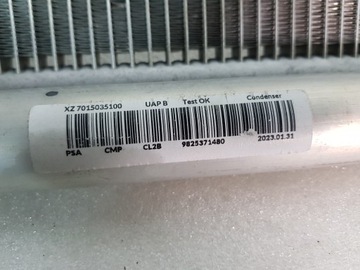 XZ 7015035100 UAP B Test OK Condenser
PSA CMP CL2B 9825371480 2023.01.31